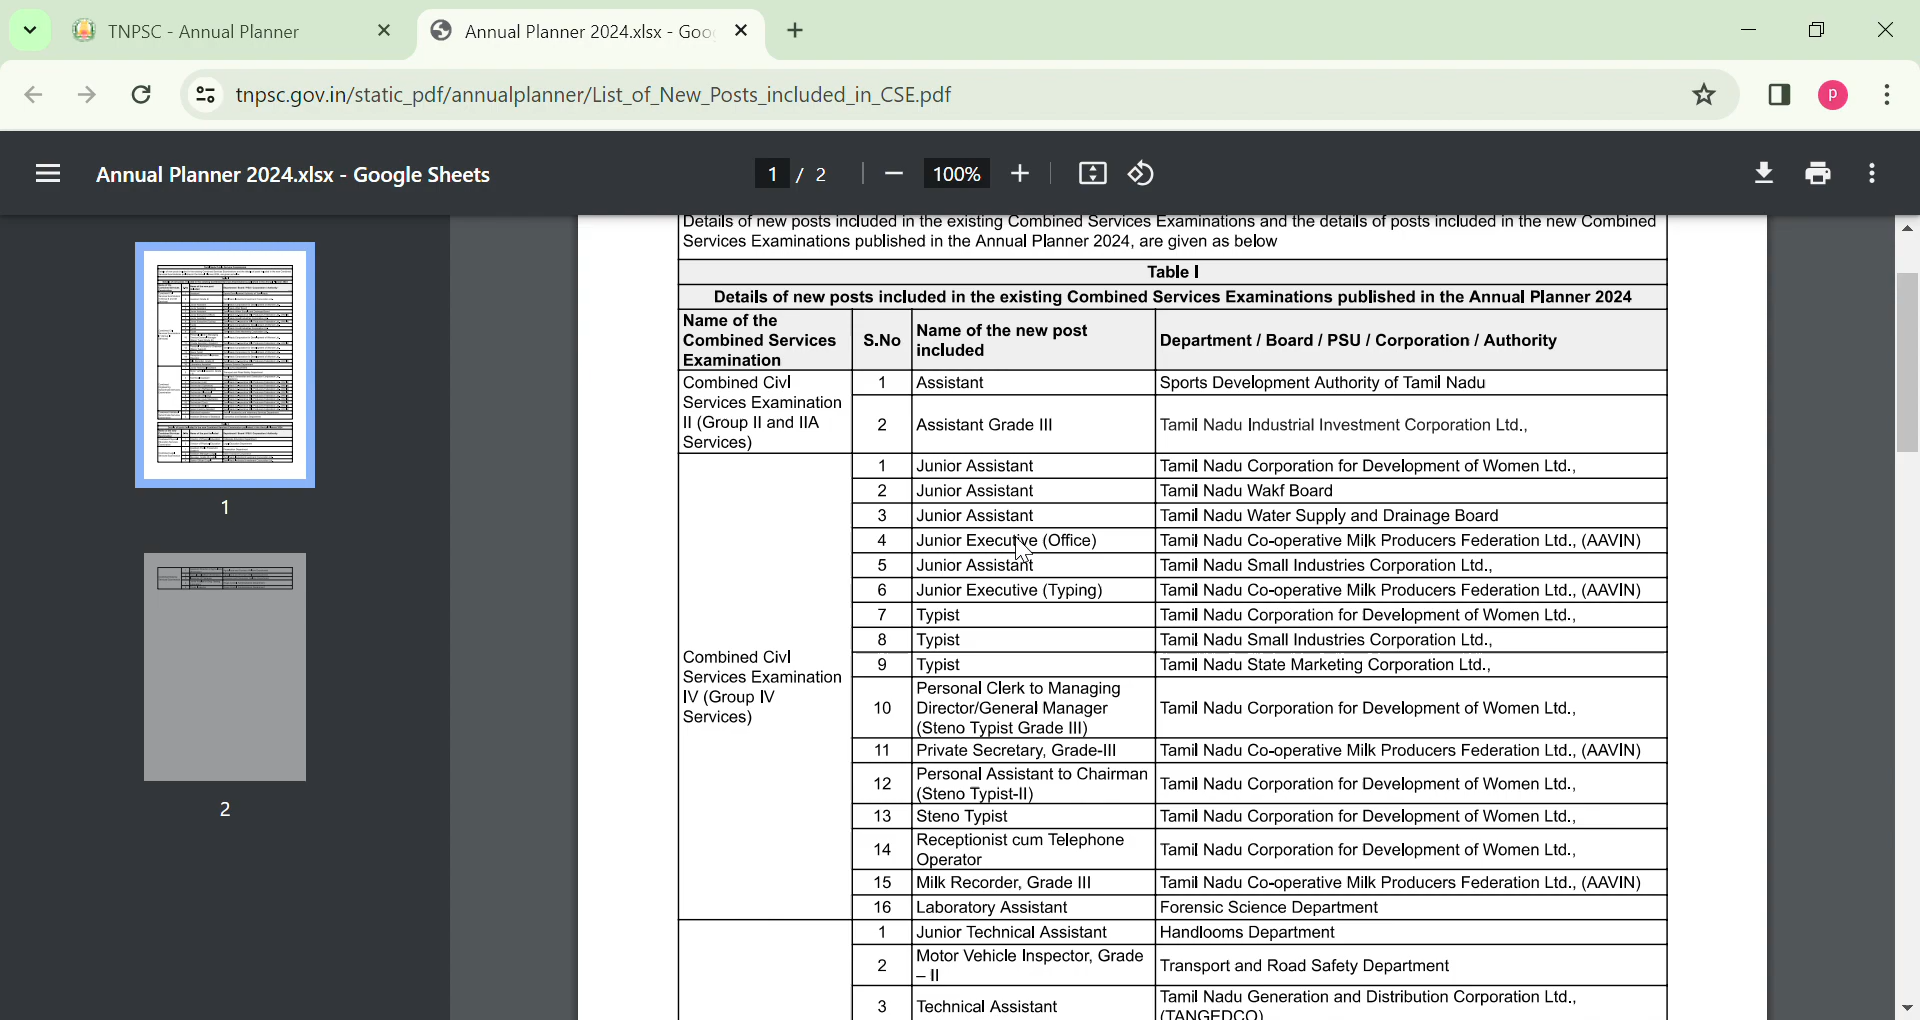 TNPSC - Annual Planner
Annual Planner 2024.xlsx - Goo
tnpsc.gov.in/static_pdf/annualplanner/List_of_New_Posts_included_in_CSE.pdf
p
Annual Planner 2024.xlsx - Google Sheets
1 / 2
100%
1
2
Details of new posts included in the existing Combined Services Examinations and the details of posts included in the new Combined
Services Examinations published in the Annual Planner 2024, are given as below
Table I
Details of new posts included in the existing Combined Services Examinations published in the Annual Planner 2024
Name of the
Combined Services
Examination
S.No
Name of the new post
included
Department / Board / PSU / Corporation / Authority
Combined Civl
Services Examination
II (Group II and IIA
Services)
1 Assistant Sports Development Authority of Tamil Nadu
2 Assistant Grade III Tamil Nadu Industrial Investment Corporation Ltd.,
Combined Civl
Services Examination
IV (Group IV
Services)
1 Junior Assistant Tamil Nadu Corporation for Development of Women Ltd.,
2 Junior Assistant Tamil Nadu Wakf Board
3 Junior Assistant Tamil Nadu Water Supply and Drainage Board
4 Junior Executive (Office) Tamil Nadu Co-operative Milk Producers Federation Ltd., (AAVIN)
5 Junior Assistant Tamil Nadu Small Industries Corporation Ltd.,
6 Junior Executive (Typing) Tamil Nadu Co-operative Milk Producers Federation Ltd., (AAVIN)
7 Typist Tamil Nadu Corporation for Development of Women Ltd.,
8 Typist Tamil Nadu Small Industries Corporation Ltd.,
9 Typist Tamil Nadu State Marketing Corporation Ltd.,
10
Personal Clerk to Managing
Director/General Manager
(Steno Typist Grade III)
Tamil Nadu Corporation for Development of Women Ltd.,
11 Private Secretary, Grade-III Tamil Nadu Co-operative Milk Producers Federation Ltd., (AAVIN)
12
Personal Assistant to Chairman
(Steno Typist-II)
Tamil Nadu Corporation for Development of Women Ltd.,
13 Steno Typist Tamil Nadu Corporation for Development of Women Ltd.,
14
Receptionist cum Telephone
Operator
Tamil Nadu Corporation for Development of Women Ltd.,
15 Milk Recorder, Grade III Tamil Nadu Co-operative Milk Producers Federation Ltd., (AAVIN)
16 Laboratory Assistant Forensic Science Department
1 Junior Technical Assistant Handlooms Department
2
Motor Vehicle Inspector, Grade
– II
Transport and Road Safety Department
3 Technical Assistant
Tamil Nadu Generation and Distribution Corporation Ltd.,
(TANGEDCO)